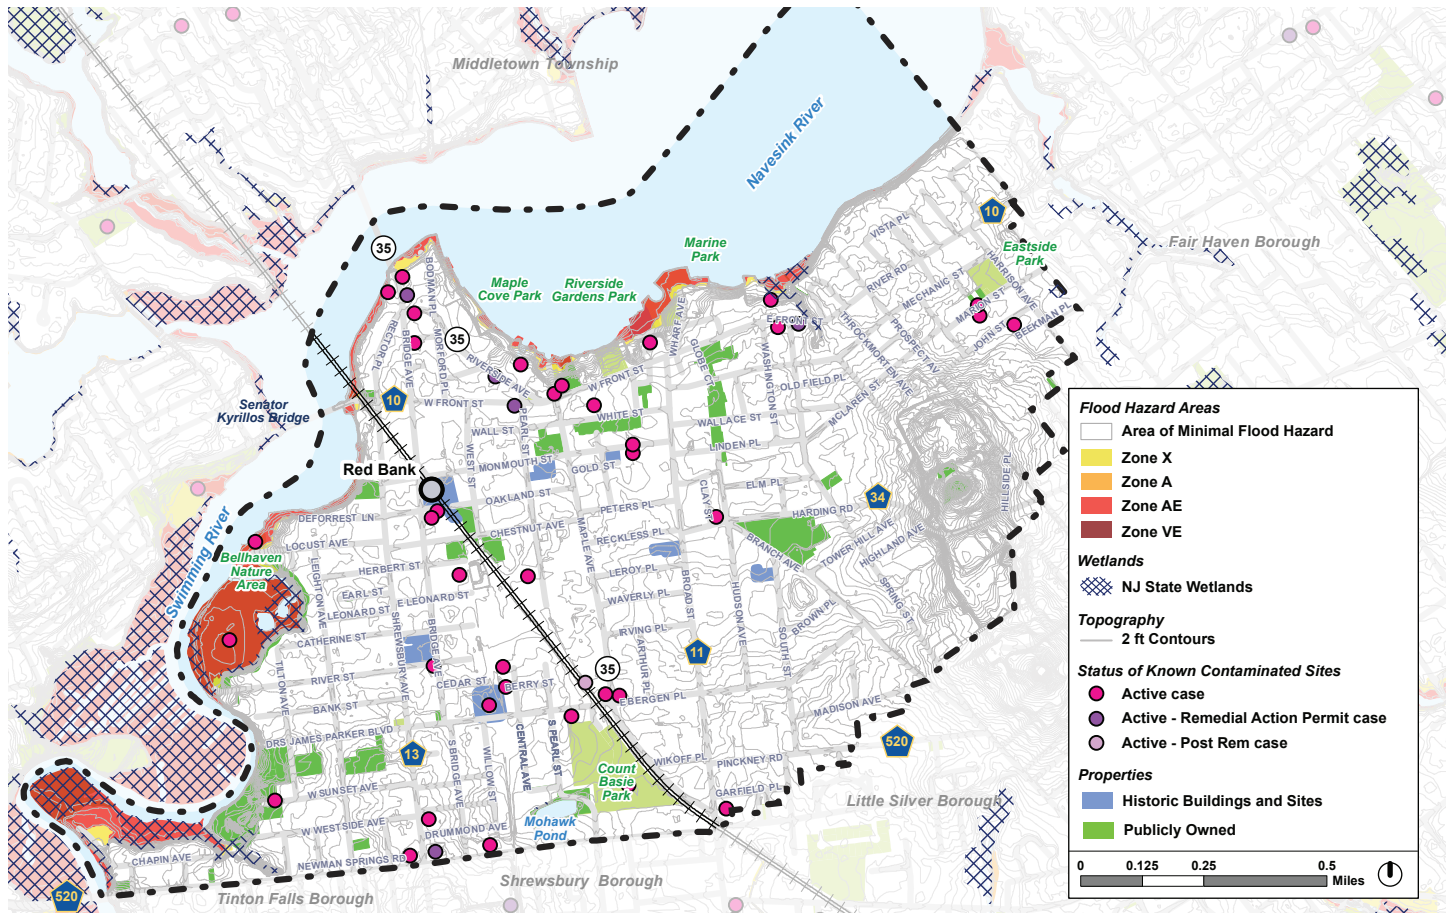 Middletown Township
Navesink River
10
35
VISTA PL
Fair Haven Borough
Marine
Park
Eastside
Park
RIVER RD
HARRISON AVE
BODMAN PL
Maple
Cove Park
Riverside
Gardens Park
MECHANIC ST
MARION ST
BEEKMAN PL
JOHN ST
WHARF AVE
E FRONT ST
THROCKMORTEN AVE
PROSPECT AV
RECTOR PL
BRIDGE AVE
MORFORD PL
35
GLOBE CT
WASHINGTON ST
RIVERSIDE AVE
W FRONT ST
OLD FIELD PL
MCLAREN ST
Senator
Kyrillos Bridge
10
W FRONT ST
WHITE ST
WALLACE ST
PEARL ST
WALL ST
LINDEN PL
WEST ST
MONMOUTH ST
GOLD ST
Red Bank
ELM PL
CLAY ST
34
HILLSIDE PL
OAKLAND ST
PETERS PL
HARDING RD
DEFORREST LN
CHESTNUT AVE
MAPLE AVE
RECKLESS PL
BRANCH AVE
TOWER HILL AVE
HIGHLAND AVE
LOCUST AVE
Swimming River
Bellhaven
Nature
Area
LEIGHTON AVE
HERBERT ST
LEROY PL
BROAD ST
HUDSON AVE
SPRING ST
EARL ST
E LEONARD ST
LEONARD ST
WAVERLY PL
BROWN PL
SHREWSBURY AVE
BRIDGE AVE
CATHERINE ST
IRVING PL
SOUTH ST
ARTHUR PL
11
35
TILTON AVE
RIVER ST
CEDAR ST
BERRY ST
E BERGEN PL
BANK ST
MADISON AVE
DRS JAMES PARKER BLVD
13
S BRIDGE AVE
WILLOW ST
CENTRAL AVE
S PEARL ST
520
WIKOFF PL
PINCKNEY RD
Count
Basie
Park
W SUNSET AVE
GARFIELD PL
Little Silver Borough
W WESTSIDE AVE
DRUMMOND AVE
Mohawk
Pond
CHAPIN AVE
NEWMAN SPRINGS RD
Shrewsbury Borough
520
Tinton Falls Borough
Flood Hazard Areas
Area of Minimal Flood Hazard
Zone X
Zone A
Zone AE
Zone VE
Wetlands
NJ State Wetlands
Topography
2 ft Contours
Status of Known Contaminated Sites
Active case
Active - Remedial Action Permit case
Active - Post Rem case
Properties
Historic Buildings and Sites
Publicly Owned
0 0.125 0.25 0.5
Miles